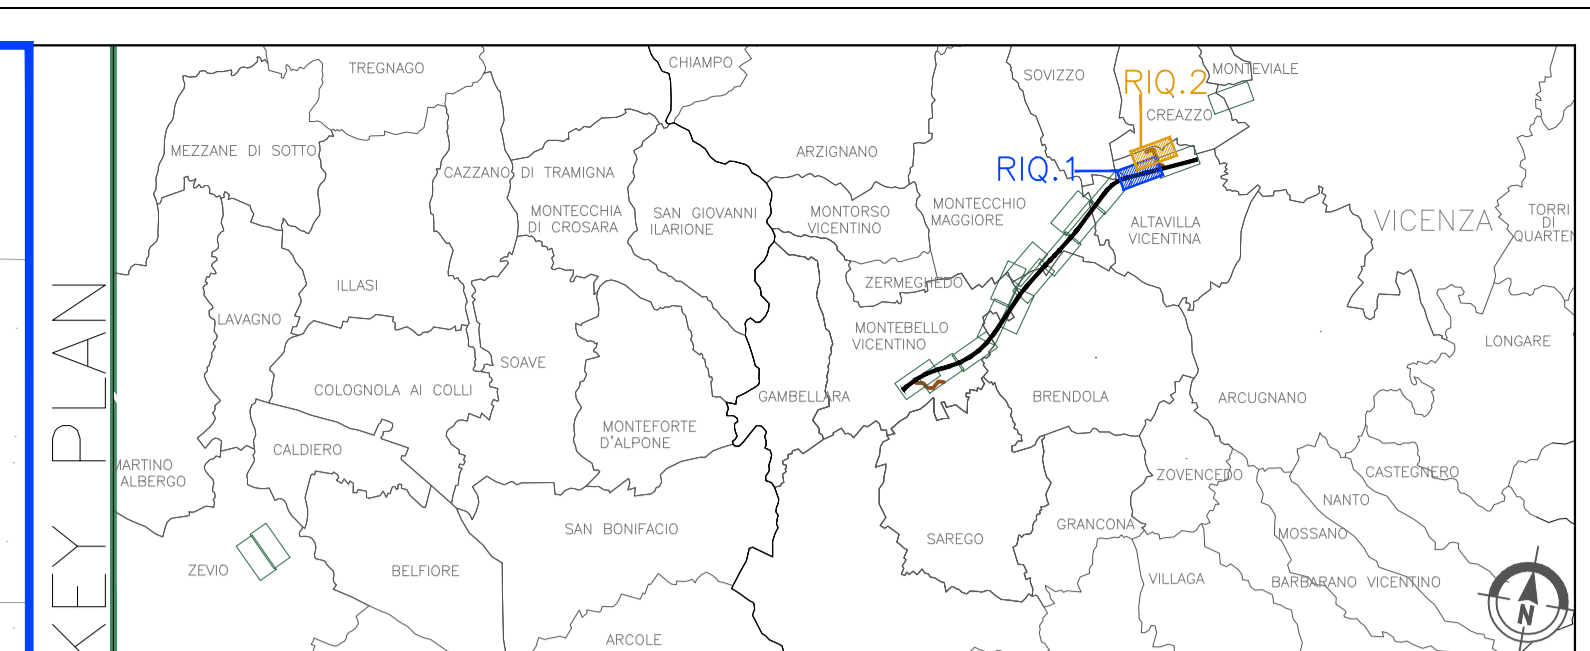 KEY PLAN
TREGNAGO
CHIAMPO
SOVIZZO
MONTEVIALE
RIQ.2
CREAZZO
MEZZANE DI SOTTO
ARZIGNANO
CAZZANO DI TRAMIGNA
RIQ.1
MONTECCHIA
DI CROSARA
SAN GIOVANNI
ILARIONE
MONTORSO
VICENTINO
MONTECCHIO
MAGGIORE
ALTAVILLA
VICENTINA
VICENZA
TORRI
DI
QUARTE
ILLASI
ZERMEGHEDO
LAVAGNO
MONTEBELLO
VICENTINO
LONGARE
SOAVE
COLOGNOLA AI COLLI
GAMBELLARA
BRENDOLA
ARCUGNANO
MONTEFORTE
D'ALPONE
CALDIERO
MARTINO
ALBERGO
ZOVENCEDO
CASTEGNERO
NANTO
SAN BONIFACIO
SAREGO
GRANCONA
MOSSANO
ZEVIO
BELFIORE
VILLAGA
BARBARANO VICENTINO
N
ARCOLE